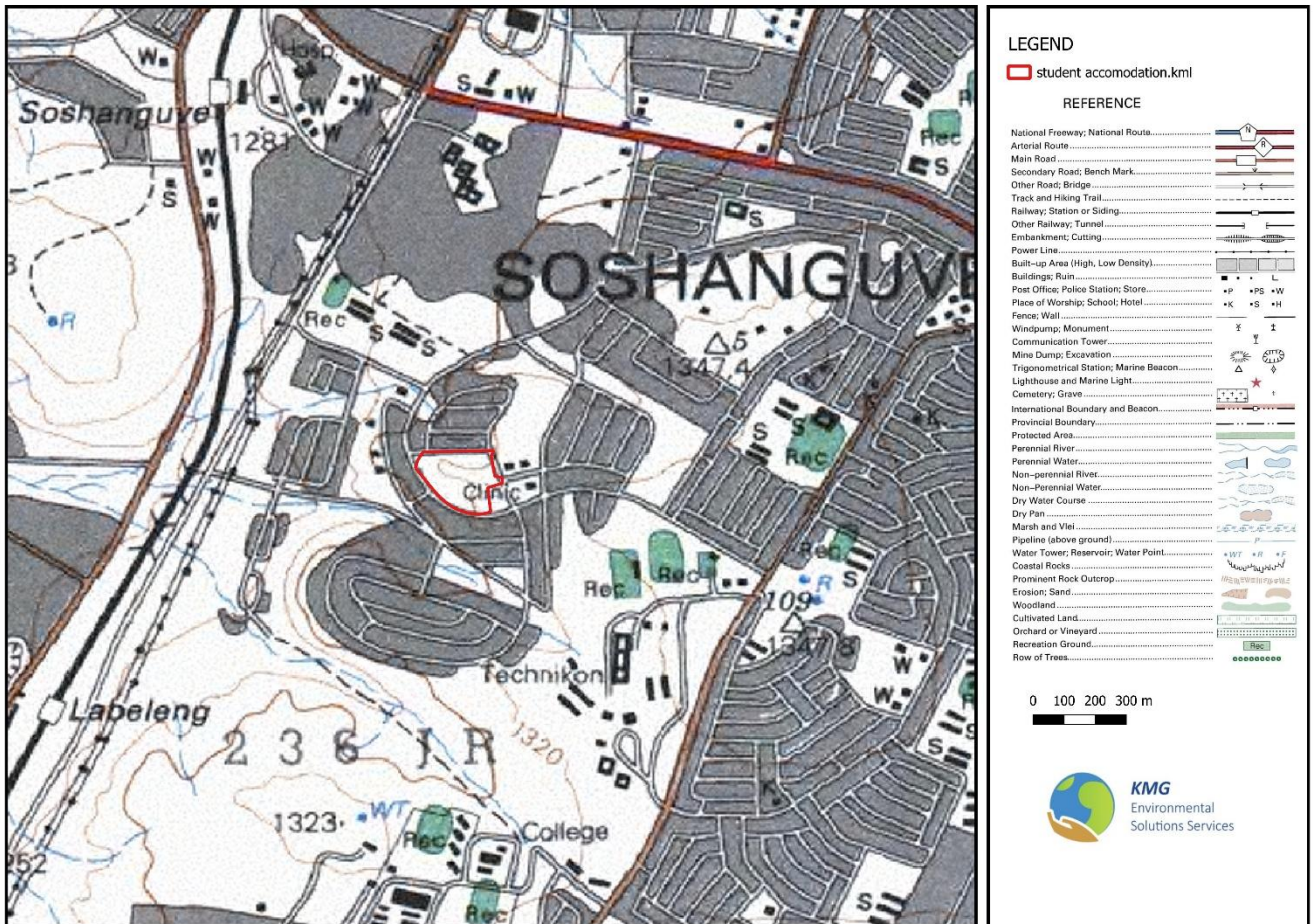 Hosp.
Soshanguve
W
W
W
W
W
W
W
W
S
S
W
1281
Rec
S
S
SOSHANGUVE
R
Rec
S
S
5
1347.4
S
S
Rec
K
Clinic
Rec
Rec
Rec
S
R
109
1347.8
W
W
S
S
S
K
Technikon
Labeleng
236 JR
1320
1323
WT
Rec
College
Rec
S
LEGEND
student accomodation.kml
REFERENCE
National Freeway; National Route
N
Arterial Route
R
Main Road
Secondary Road; Bench Mark
Other Road; Bridge
Track and Hiking Trail
Railway; Station or Siding
Other Railway; Tunnel
Embankment; Cutting
Power Line
Built-up Area (High, Low Density)
Buildings; Ruin
Post Office; Police Station; Store
P PS W
Place of Worship; School; Hotel
K S H
Fence; Wall
Windpump; Monument
Communication Tower
Mine Dump; Excavation
Trigonometrical Station; Marine Beacon
Lighthouse and Marine Light
Cemetery; Grave
International Boundary and Beacon
Provincial Boundary
Protected Area
Perennial River
Perennial Water
Non-perennial River
Non-Perennial Water
Dry Water Course
Dry Pan
Marsh and Vlei
Pipeline (above ground)
P
Water Tower; Reservoir; Water Point
WT R F
Coastal Rocks
Prominent Rock Outcrop
Erosion; Sand
Woodland
Cultivated Land
Orchard or Vineyard
Recreation Ground
Rec
Row of Trees
0 100 200 300 m
KMG
Environmental
Solutions Services